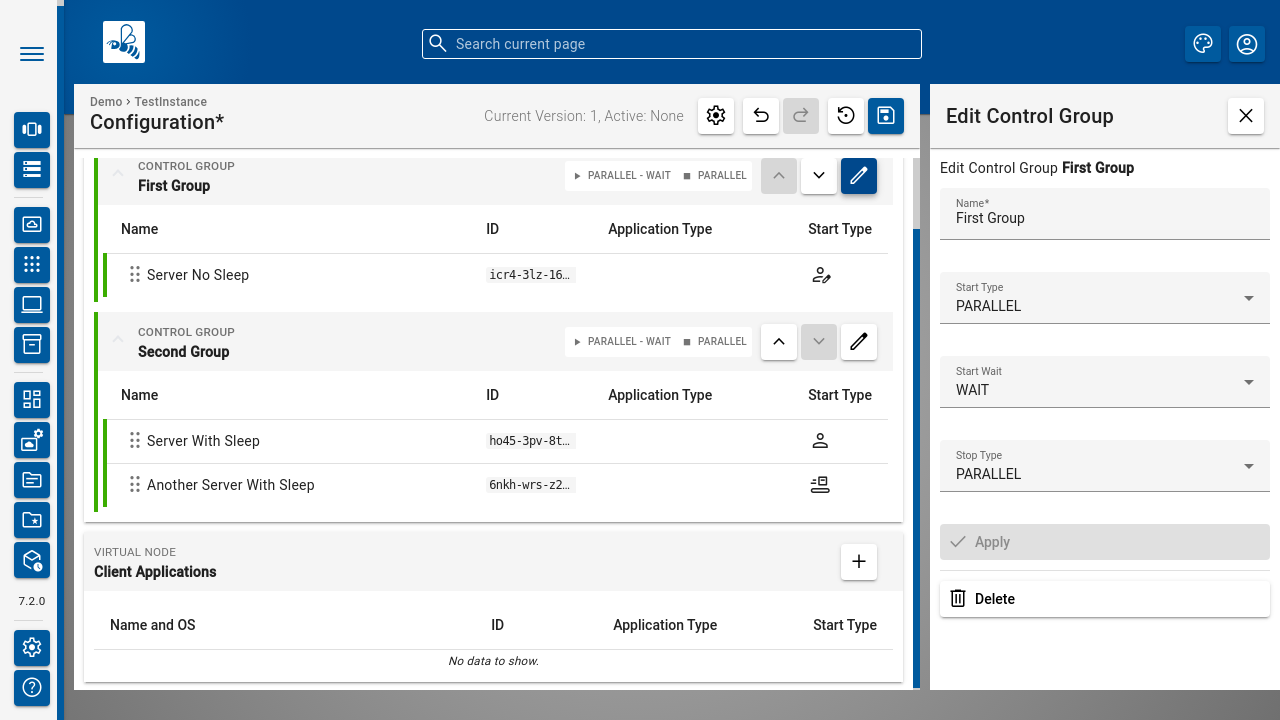 Search current page
Demo › TestInstance
Configuration*
Current Version: 1, Active: None
CONTROL GROUP
First Group
PARALLEL - WAIT
PARALLEL
Name
ID
Application Type
Start Type
Server No Sleep
icr4-3lz-16…
CONTROL GROUP
Second Group
PARALLEL - WAIT
PARALLEL
Name
ID
Application Type
Start Type
Server With Sleep
ho45-3pv-8t…
Another Server With Sleep
6nkh-wrs-z2…
VIRTUAL NODE
Client Applications
Name and OS
ID
Application Type
Start Type
No data to show.
7.2.0
Edit Control Group
Edit Control Group First Group
Name*
First Group
Start Type
PARALLEL
Start Wait
WAIT
Stop Type
PARALLEL
Apply
Delete